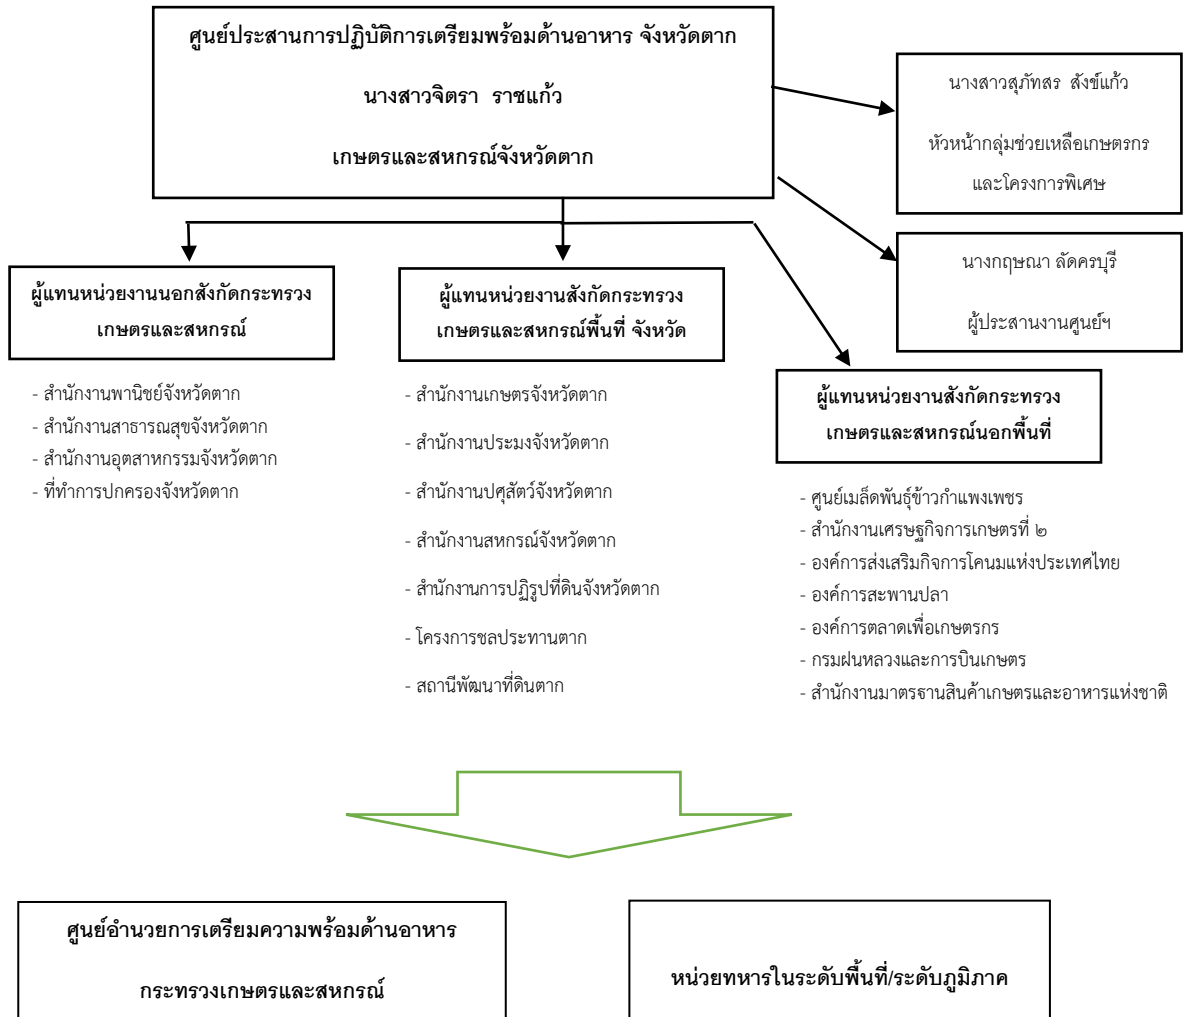 ศูนย์ประสานการปฏิบัติการเตรียมพร้อมด้านอาหาร จังหวัดตาก
นางสาวจิตรา ราชแก้ว
เกษตรและสหกรณ์จังหวัดตาก
นางสาวสุภัทสร สังข์แก้ว
หัวหน้ากลุ่มช่วยเหลือเกษตรกร
และโครงการพิเศษ
นางกฤษณา ลัดครบุรี
ผู้ประสานงานศูนย์ฯ
ผู้แทนหน่วยงานนอกสังกัดกระทรวง
เกษตรและสหกรณ์
- สำนักงานพานิชย์จังหวัดตาก
- สำนักงานสาธารณสุขจังหวัดตาก
- สำนักงานอุตสาหกรรมจังหวัดตาก
- ที่ทำการปกครองจังหวัดตาก
ผู้แทนหน่วยงานสังกัดกระทรวง
เกษตรและสหกรณ์พื้นที่ จังหวัด
- สำนักงานเกษตรจังหวัดตาก
- สำนักงานประมงจังหวัดตาก
- สำนักงานปศุสัตว์จังหวัดตาก
- สำนักงานสหกรณ์จังหวัดตาก
- สำนักงานการปฏิรูปที่ดินจังหวัดตาก
- โครงการชลประทานตาก
- สถานีพัฒนาที่ดินตาก
ผู้แทนหน่วยงานสังกัดกระทรวง
เกษตรและสหกรณ์นอกพื้นที่
- ศูนย์เมล็ดพันธุ์ข้าวกำแพงเพชร
- สำนักงานเศรษฐกิจการเกษตรที่ ๒
- องค์การส่งเสริมกิจการโคนมแห่งประเทศไทย
- องค์การสะพานปลา
- องค์การตลาดเพื่อเกษตรกร
- กรมฝนหลวงและการบินเกษตร
- สำนักงานมาตรฐานสินค้าเกษตรและอาหารแห่งชาติ
ศูนย์อำนวยการเตรียมความพร้อมด้านอาหาร
กระทรวงเกษตรและสหกรณ์
หน่วยทหารในระดับพื้นที่/ระดับภูมิภาค